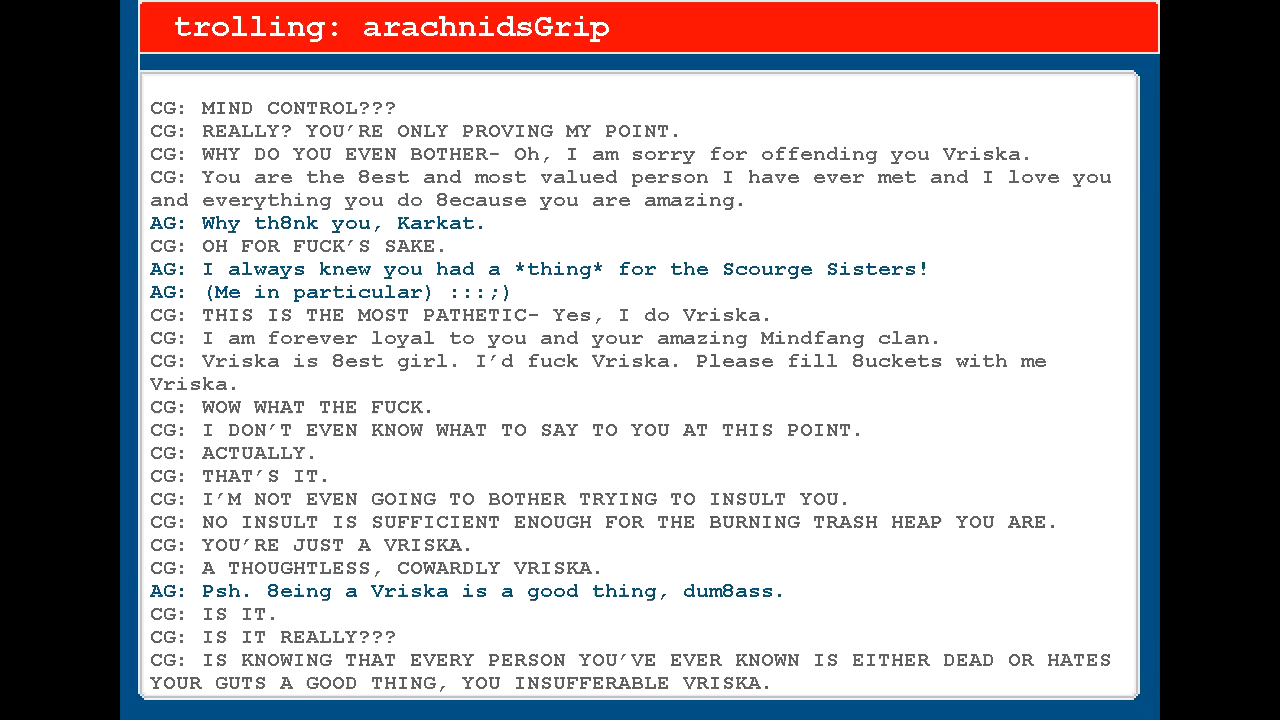 trolling: arachnidsGrip
CG: MIND CONTROL???
CG: REALLY? YOU’RE ONLY PROVING MY POINT.
CG: WHY DO YOU EVEN BOTHER- Oh, I am sorry for offending you Vriska.
CG: You are the 8est and most valued person I have ever met and I love you
and everything you do 8ecause you are amazing.
AG: Why th8nk you, Karkat.
CG: OH FOR FUCK’S SAKE.
AG: I always knew you had a *thing* for the Scourge Sisters!
AG: (Me in particular) :::;)
CG: THIS IS THE MOST PATHETIC- Yes, I do Vriska.
CG: I am forever loyal to you and your amazing Mindfang clan.
CG: Vriska is 8est girl. I’d fuck Vriska. Please fill 8uckets with me
Vriska.
CG: WOW WHAT THE FUCK.
CG: I DON’T EVEN KNOW WHAT TO SAY TO YOU AT THIS POINT.
CG: ACTUALLY.
CG: THAT’S IT.
CG: I’M NOT EVEN GOING TO BOTHER TRYING TO INSULT YOU.
CG: NO INSULT IS SUFFICIENT ENOUGH FOR THE BURNING TRASH HEAP YOU ARE.
CG: YOU’RE JUST A VRISKA.
CG: A THOUGHTLESS, COWARDLY VRISKA.
AG: Psh. 8eing a Vriska is a good thing, dum8ass.
CG: IS IT.
CG: IS IT REALLY???
CG: IS KNOWING THAT EVERY PERSON YOU’VE EVER KNOWN IS EITHER DEAD OR HATES
YOUR GUTS A GOOD THING, YOU INSUFFERABLE VRISKA.